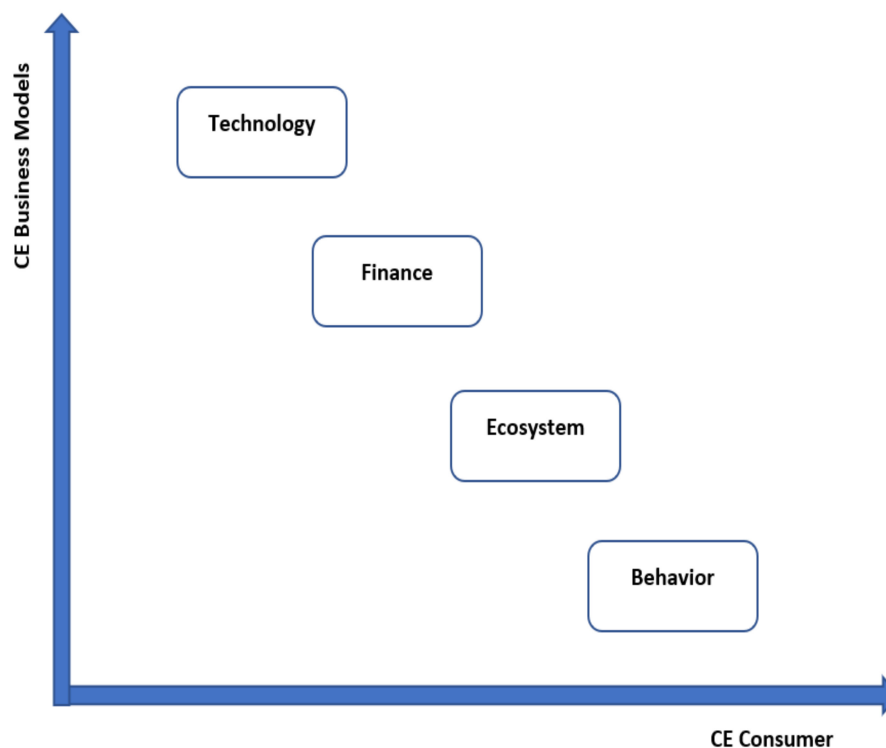 CE Business Models
Technology
Finance
Ecosystem
Behavior
CE Consumer